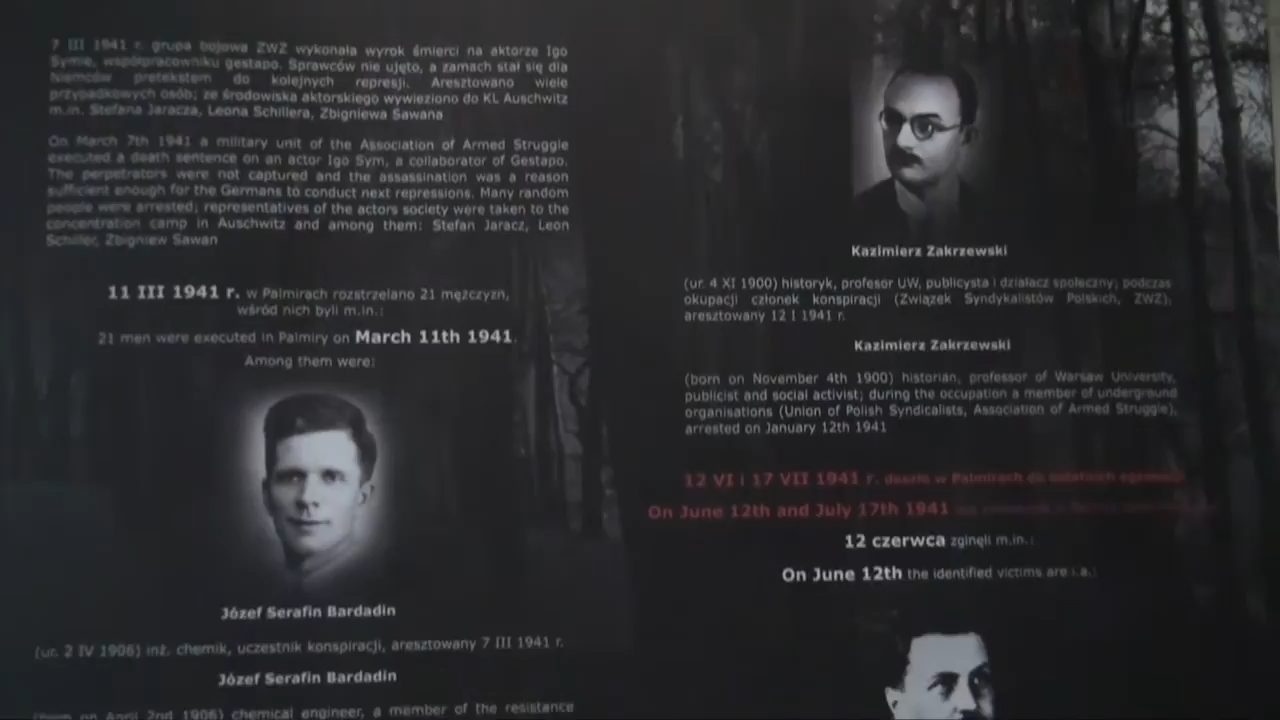 7 III 1941 r. grupa bojowa ZWZ wykonała wyrok śmierci na aktorze Igo
Symie, współpracowniku gestapo. Sprawców nie ujęto, a zamach stał się dla
Niemców pretekstem do kolejnych represji. Aresztowano wiele
przypadkowych osób; ze środowiska aktorskiego wywieziono do KL Auschwitz
m.in. Stefana Jaracza, Leona Schillera, Zbigniewa Sawana
On March 7th 1941 a military unit of the Association of Armed Struggle
executed a death sentence on an actor Igo Sym, a collaborator of Gestapo.
The perpetrators were not captured and the assassination was a reason
sufficient enough for the Germans to conduct next repressions. Many random
people were arrested; representatives of the actors society were taken to the
concentration camp in Auschwitz and among them: Stefan Jaracz, Leon
Schiller, Zbigniew Sawan
11 III 1941 r. w Palmirach rozstrzelano 21 mężczyzn,
wśród nich byli m.in.:
21 men were executed in Palmiry on March 11th 1941.
Among them were:
Józef Serafin Bardadin
(ur. 2 IV 1906) inż. chemik, uczestnik konspiracji, aresztowany 7 III 1941 r.
Józef Serafin Bardadin
(born on April 2nd 1906) chemical engineer, a member of the resistance
Kazimierz Zakrzewski
(ur. 4 XI 1900) historyk, profesor UW, publicysta i działacz społeczny; podczas
okupacji członek konspiracji (Związek Syndykalistów Polskich, ZWZ),
aresztowany 12 I 1941 r.
Kazimierz Zakrzewski
(born on November 4th 1900) historian, professor of Warsaw University,
publicist and social activist; during the occupation a member of underground
organisations (Union of Polish Syndicalists, Association of Armed Struggle),
arrested on January 12th 1941
12 VI i 17 VII 1941 r. doszło w Palmirach do ostatnich egzekucji
On June 12th and July 17th 1941
12 czerwca zginęli m.in.:
On June 12th the identified victims are i.a.: